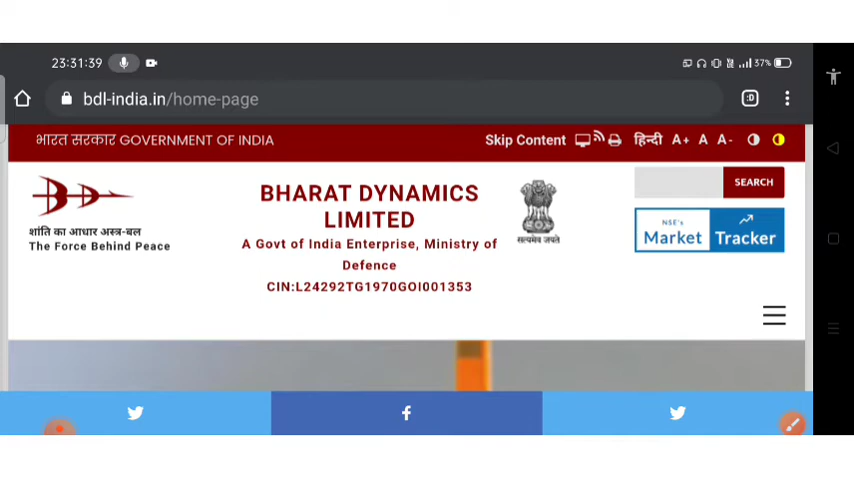 23:31:39
37%
bdl-india.in/home-page
:D
भारत सरकार GOVERNMENT OF INDIA
Skip Content
हिन्दी A+ A A-
शांति का आधार अस्त्र-बल
The Force Behind Peace
BHARAT DYNAMICS
LIMITED
A Govt of India Enterprise, Ministry of
Defence
CIN:L24292TG1970GOI001353
सत्यमेव जयते
SEARCH
NSE's
Market Tracker